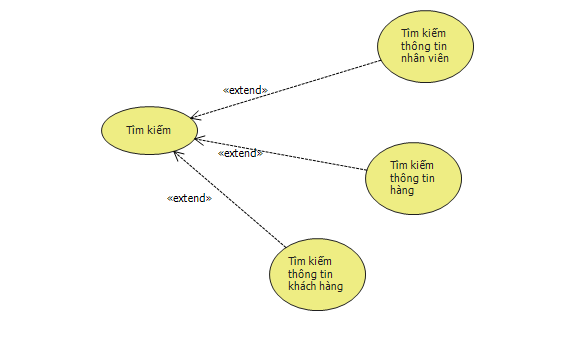 Tìm kiếm
thông tin
nhân viên
«extend»
Tìm kiếm
«extend»
Tìm kiếm
thông tin
hàng
«extend»
Tìm kiếm
thông tin
khách hàng